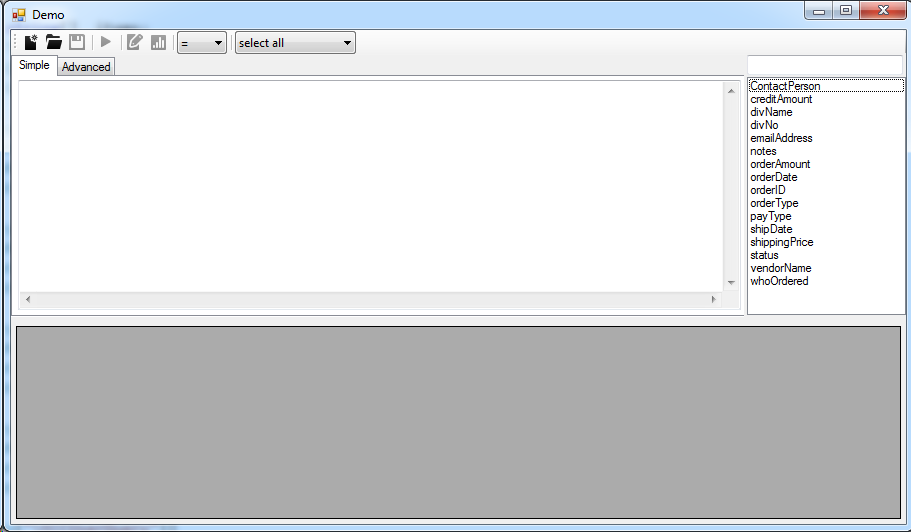 Demo
= select all
Simple Advanced
ContactPerson
creditAmount
divName
divNo
emailAddress
notes
orderAmount
orderDate
orderID
orderType
payType
shipDate
shippingPrice
status
vendorName
whoOrdered